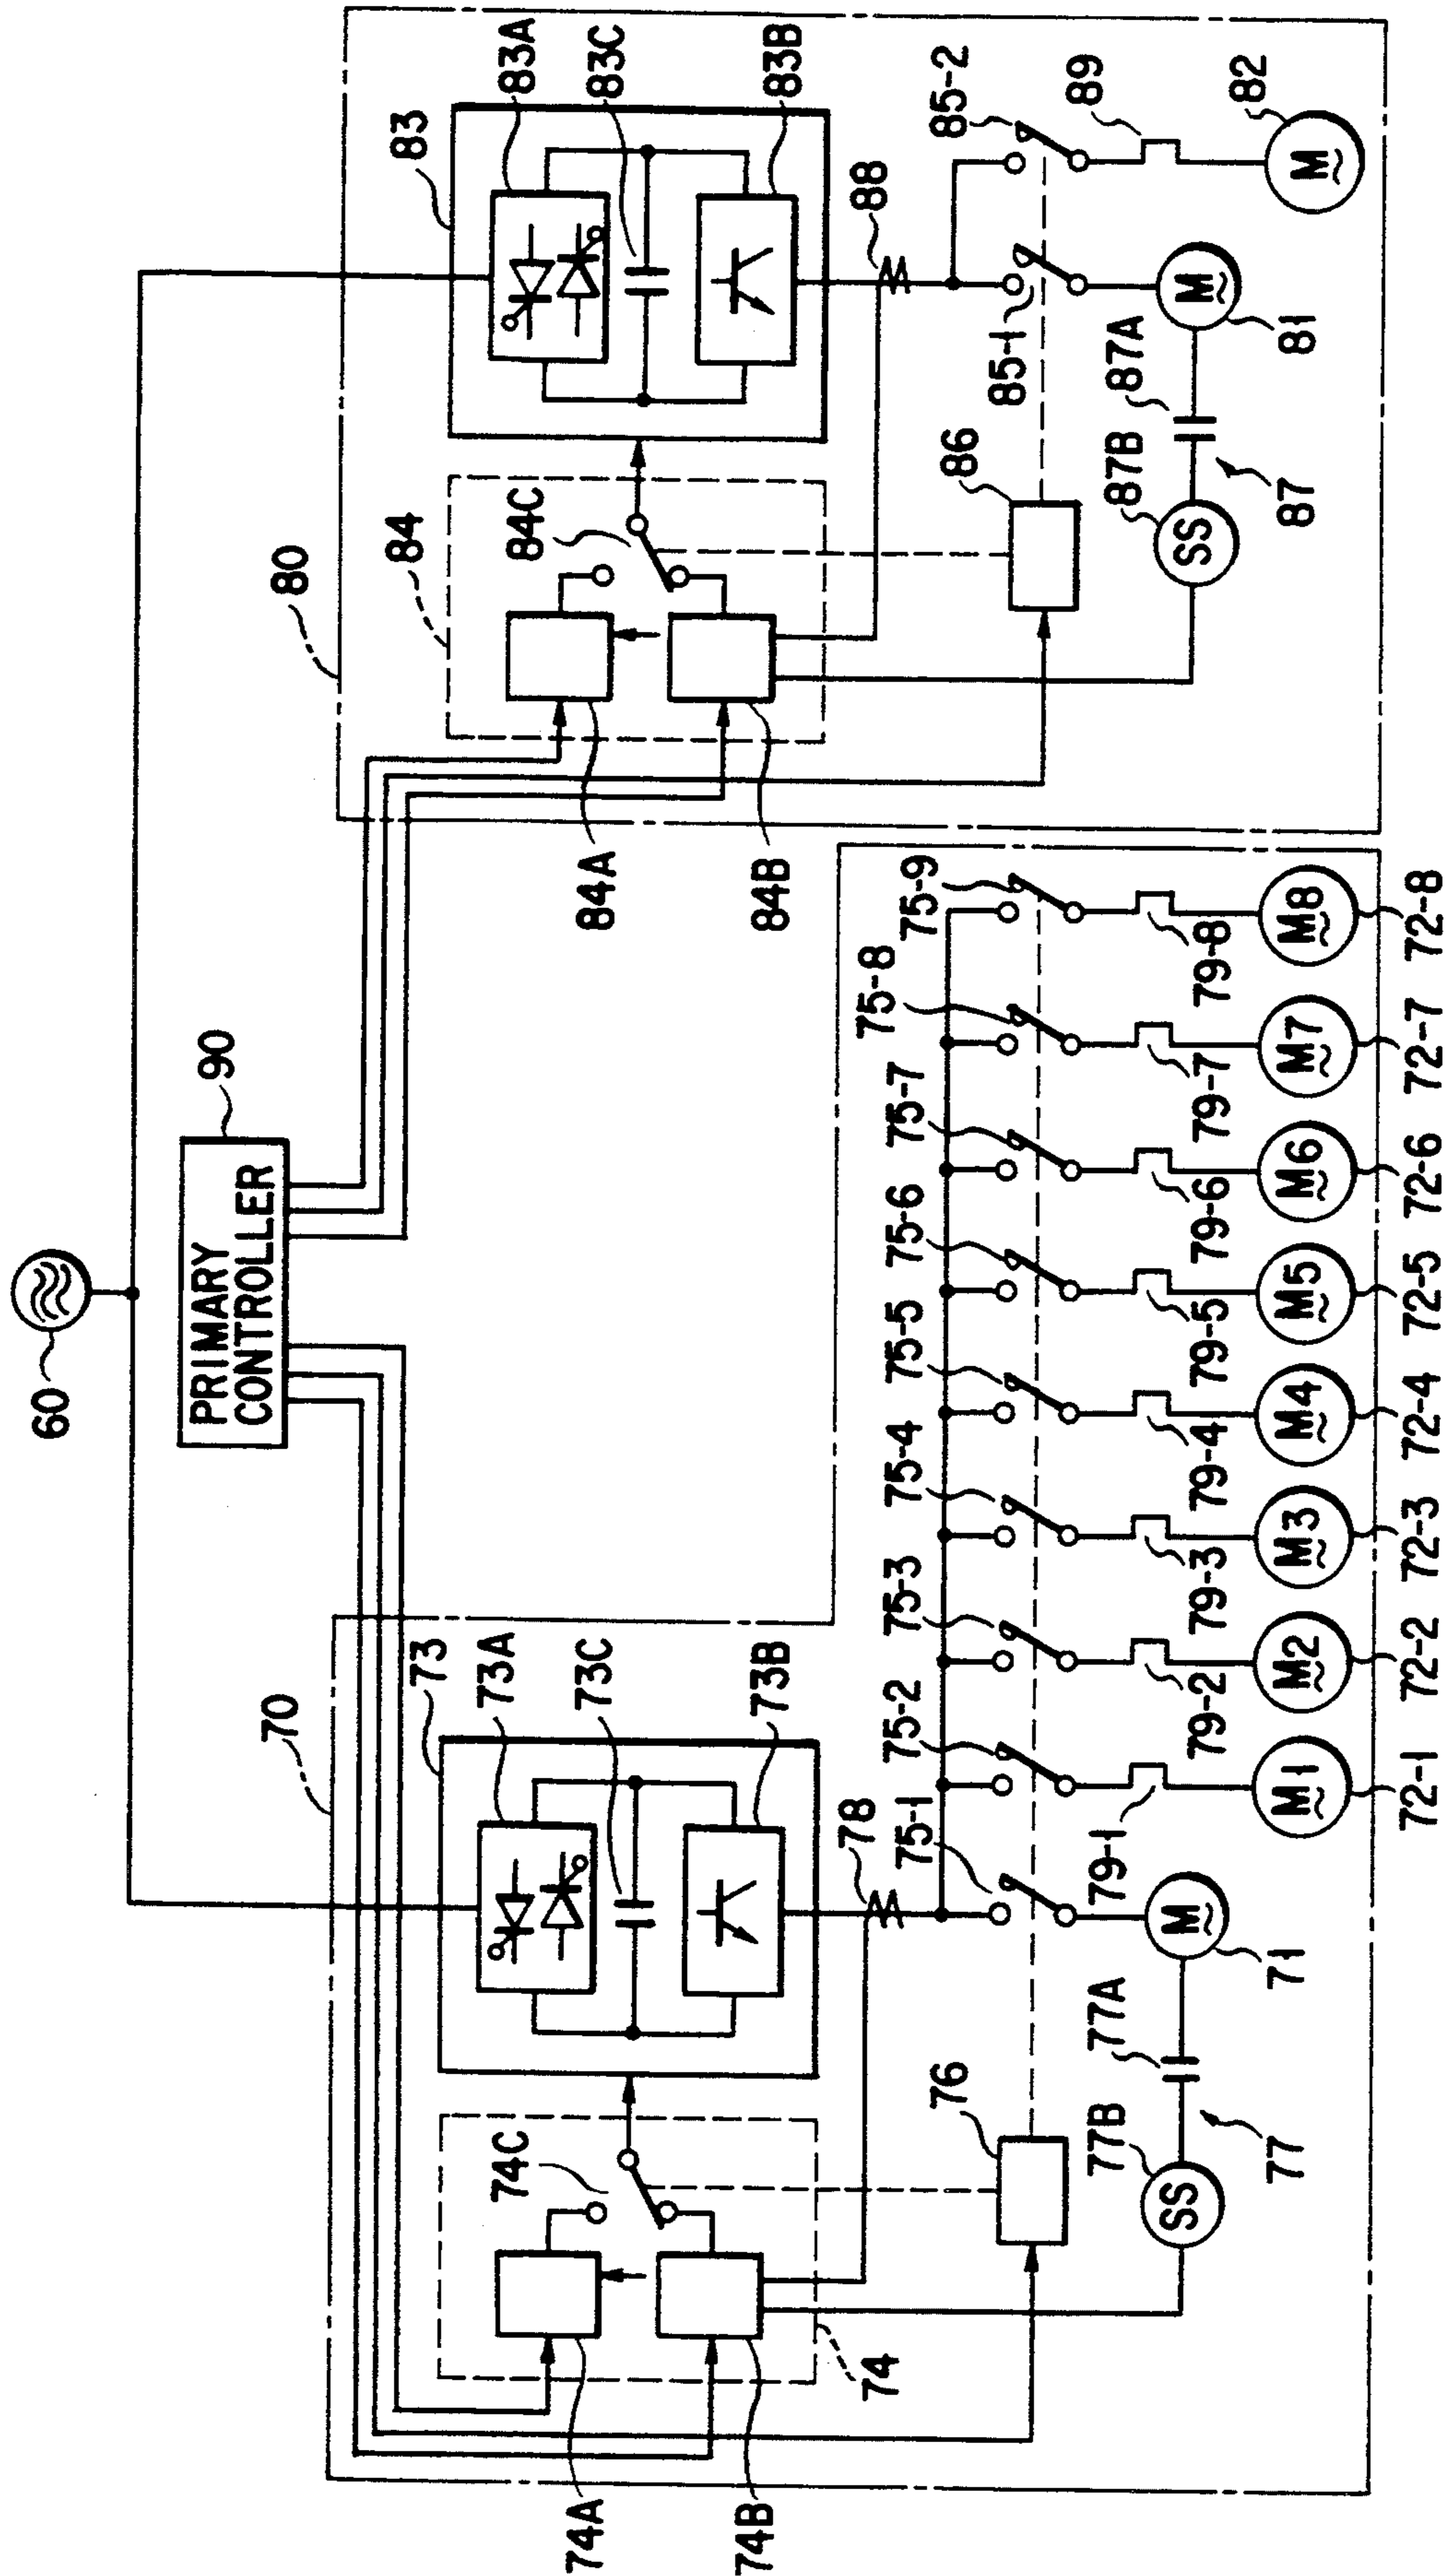 60
90
PRIMARY
CONTROLLER
70
80
73
73A
73C
73B
83
83A
83C
83B
74C
84
84C
74A
74B
74
84A
84B
78
88
76
86
75-1
75-2
75-3
75-4
75-5
75-6
75-7
75-8
75-9
85-1
85-2
77B
77A
77
SS
M
71
79-1
79-2
79-3
79-4
79-5
79-6
79-7
79-8
89
M1
M2
M3
M4
M5
M6
M7
M8
72-1
72-2
72-3
72-4
72-5
72-6
72-7
72-8
87B
87A
87
SS
M
81
M
82